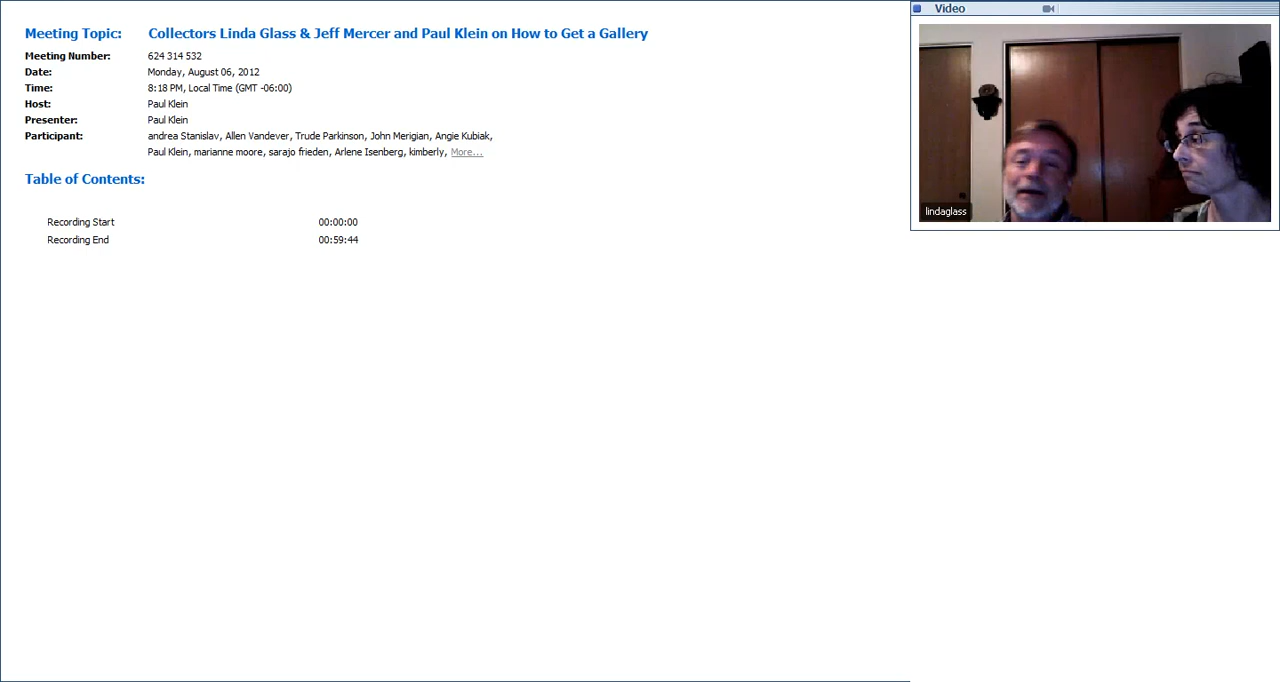 Meeting Topic: Collectors Linda Glass & Jeff Mercer and Paul Klein on How to Get a Gallery
Meeting Number: 624 314 532
Date: Monday, August 06, 2012
Time: 8:18 PM, Local Time (GMT -06:00)
Host: Paul Klein
Presenter: Paul Klein
Participant: andrea Stanislav, Allen Vandever, Trude Parkinson, John Merigian, Angie Kubiak,
Paul Klein, marianne moore, sarajo frieden, Arlene Isenberg, kimberly, More...
Table of Contents:
Recording Start 00:00:00
Recording End 00:59:44
Video
lindaglass